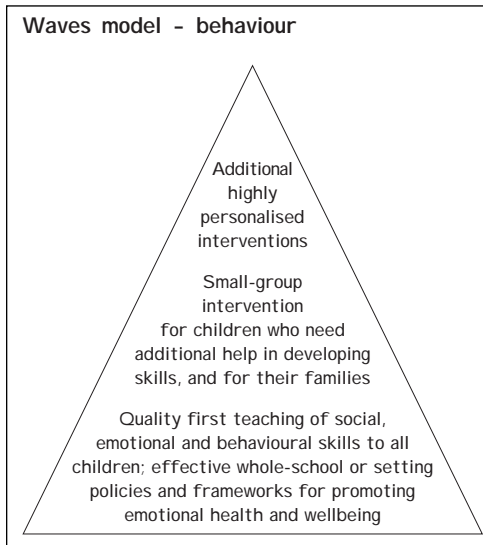 Waves model – behaviour
Additional
highly
personalised
interventions
Small-group
intervention
for children who need
additional help in developing
skills, and for their families
Quality first teaching of social,
emotional and behavioural skills to all
children; effective whole-school or setting
policies and frameworks for promoting
emotional health and wellbeing